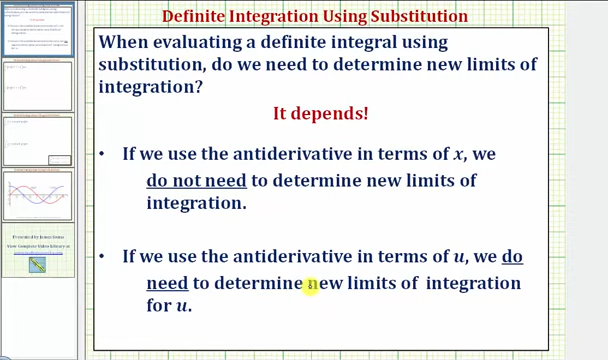 Definite Integration Using Substitution
When evaluating a definite integral using
substitution, do we need to determine new limits of
integration?
It depends!
• If we use the antiderivative in terms of x, we
do not need to determine new limits of
integration.
• If we use the antiderivative in terms of u, we do
need to determine new limits of integration
for u.